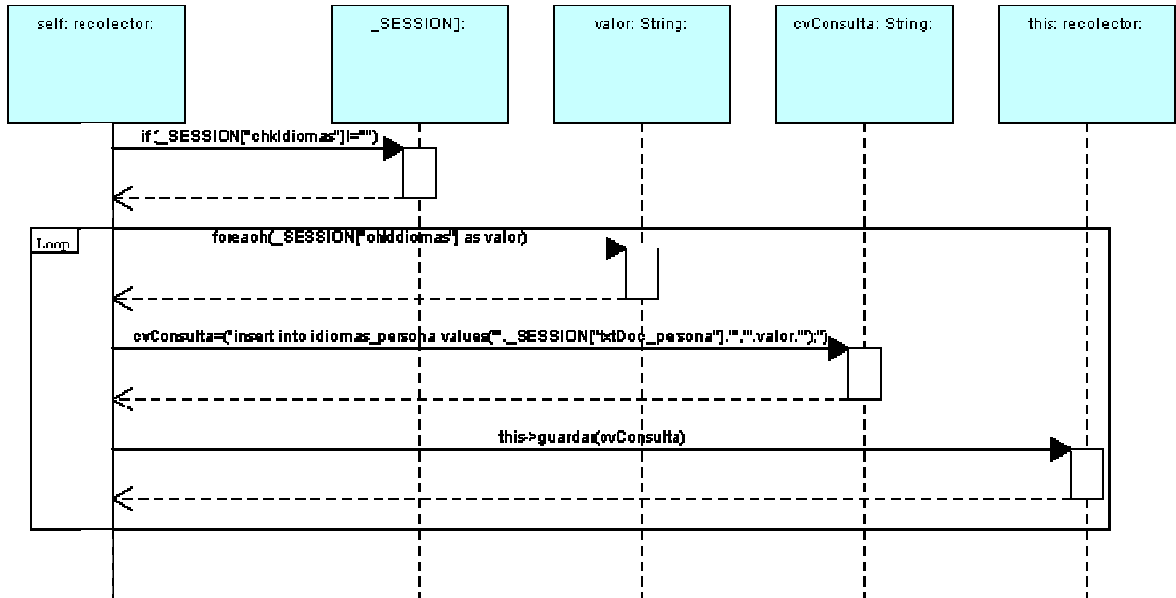 self: recolector:
_SESSION]:
valor: String:
cvConsulta: String:
this: recolector:
if (_SESSION["chkIdiomas"]!="")
Loop
foreach(_SESSION["chkIdiomas"] as valor)
cvConsulta=("insert into idiomas_persona values('"._SESSION["txtDoc_persona"]."','".valor."');")
this->guardar(cvConsulta)